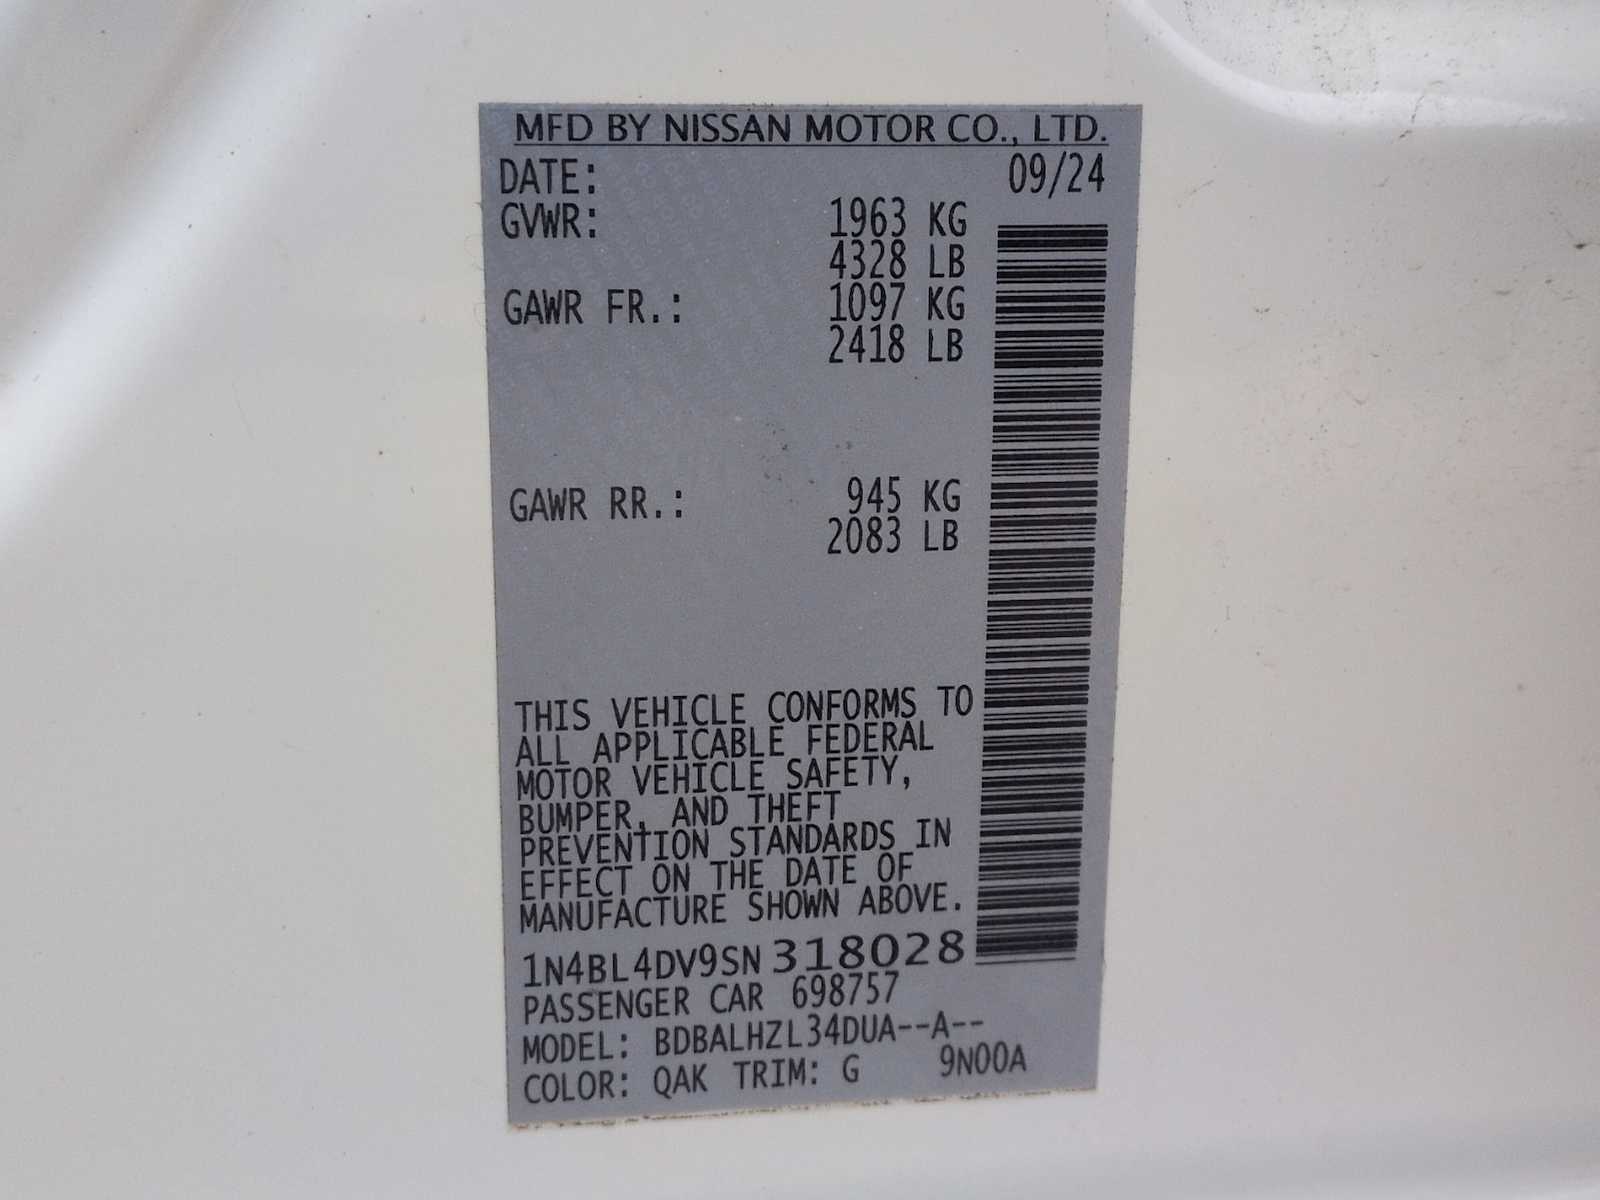 MFD BY NISSAN MOTOR CO., LTD.
DATE: 09/24
GVWR: 1963 KG
4328 LB
GAWR FR.: 1097 KG
2418 LB
GAWR RR.: 945 KG
2083 LB
THIS VEHICLE CONFORMS TO
ALL APPLICABLE FEDERAL
MOTOR VEHICLE SAFETY,
BUMPER, AND THEFT
PREVENTION STANDARDS IN
EFFECT ON THE DATE OF
MANUFACTURE SHOWN ABOVE.
1N4BL4DV9SN318028
PASSENGER CAR 698757
MODEL: BDBALHZL34DUA--A--
COLOR: QAK TRIM: G 9N00A